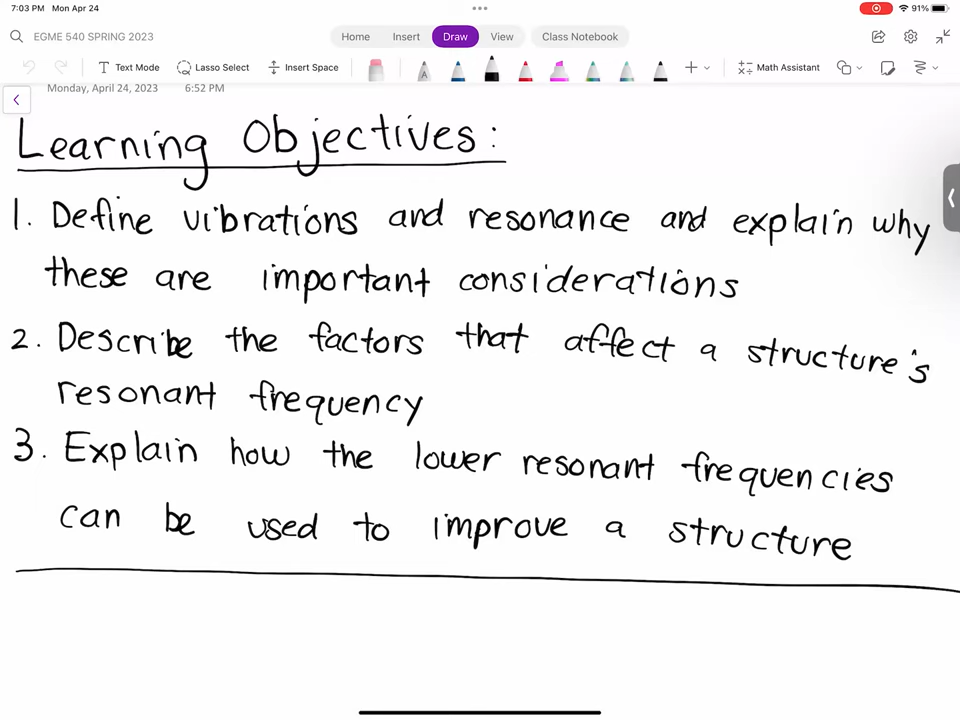 7:03 PM Mon Apr 24
91%
EGME 540 SPRING 2023
Home Insert Draw View Class Notebook
Text Mode Lasso Select Insert Space A Math Assistant
Monday, April 24, 2023 6:52 PM
Learning Objectives:
1. Define vibrations and resonance and explain why
these are important considerations
2. Describe the factors that affect a structure's
resonant frequency
3. Explain how the lower resonant frequencies
can be used to improve a structure